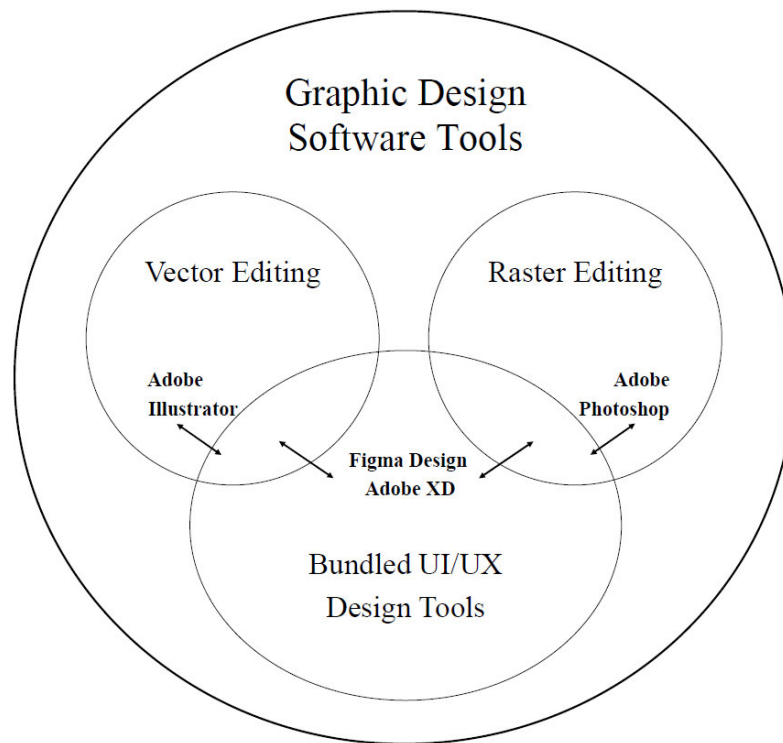 Graphic Design
Software Tools
Vector Editing
Raster Editing
Adobe
Illustrator
Adobe
Photoshop
Figma Design
Adobe XD
Bundled UI/UX
Design Tools